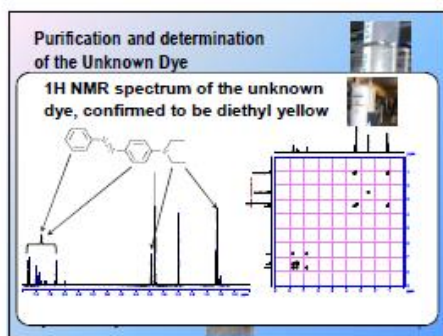 Purification and determination
of the Unknown Dye
1H NMR spectrum of the unknown
dye, confirmed to be diethyl yellow